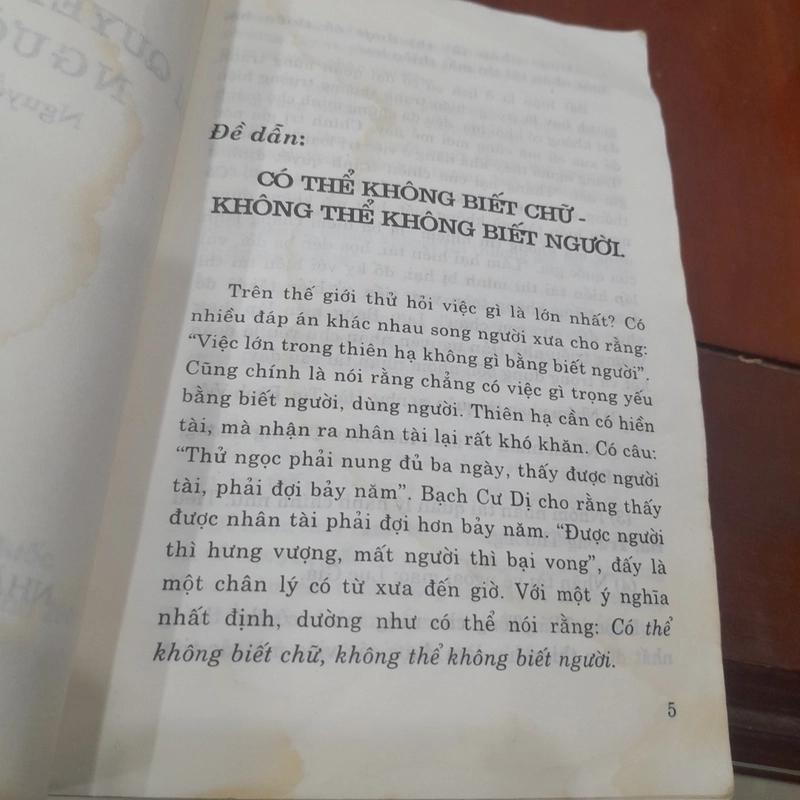 QUYẾ
NGƯỜ
Nguyễ
Đề dẫn:
CÓ THỂ KHÔNG BIẾT CHỮ -
KHÔNG THỂ KHÔNG BIẾT NGƯỜI.
Trên thế giới thử hỏi việc gì là lớn nhất? Có
nhiều đáp án khác nhau song người xưa cho rằng:
“Việc lớn trong thiên hạ không gì bằng biết người”.
Cũng chính là nói rằng chẳng có việc gì trọng yếu
bằng biết người, dùng người. Thiên hạ cần có hiền
tài, mà nhận ra nhân tài lại rất khó khăn. Có câu:
“Thử ngọc phải nung đủ ba ngày, thấy được người
tài, phải đợi bảy năm”. Bạch Cư Dị cho rằng thấy
được nhân tài phải đợi hơn bảy năm. “Được người
thì hưng vượng, mất người thì bại vong”, đấy là
một chân lý có từ xưa đến giờ. Với một ý nghĩa
nhất định, dường như có thể nói rằng: Có thể
không biết chữ, không thể không biết người.
5